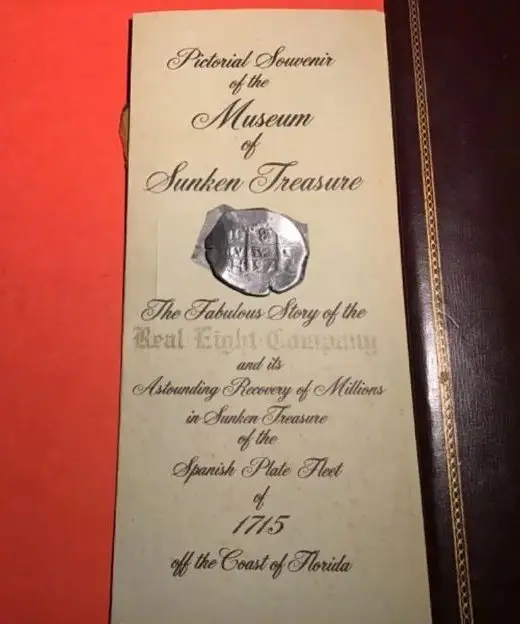 Pictorial Souvenir
of the
Museum
of
Sunken Treasure
The Fabulous Story of the
Real Eight Company
and its
Astounding Recovery of Millions
in Sunken Treasure
of the
Spanish Plate Fleet
of
1715
off the Coast of Florida